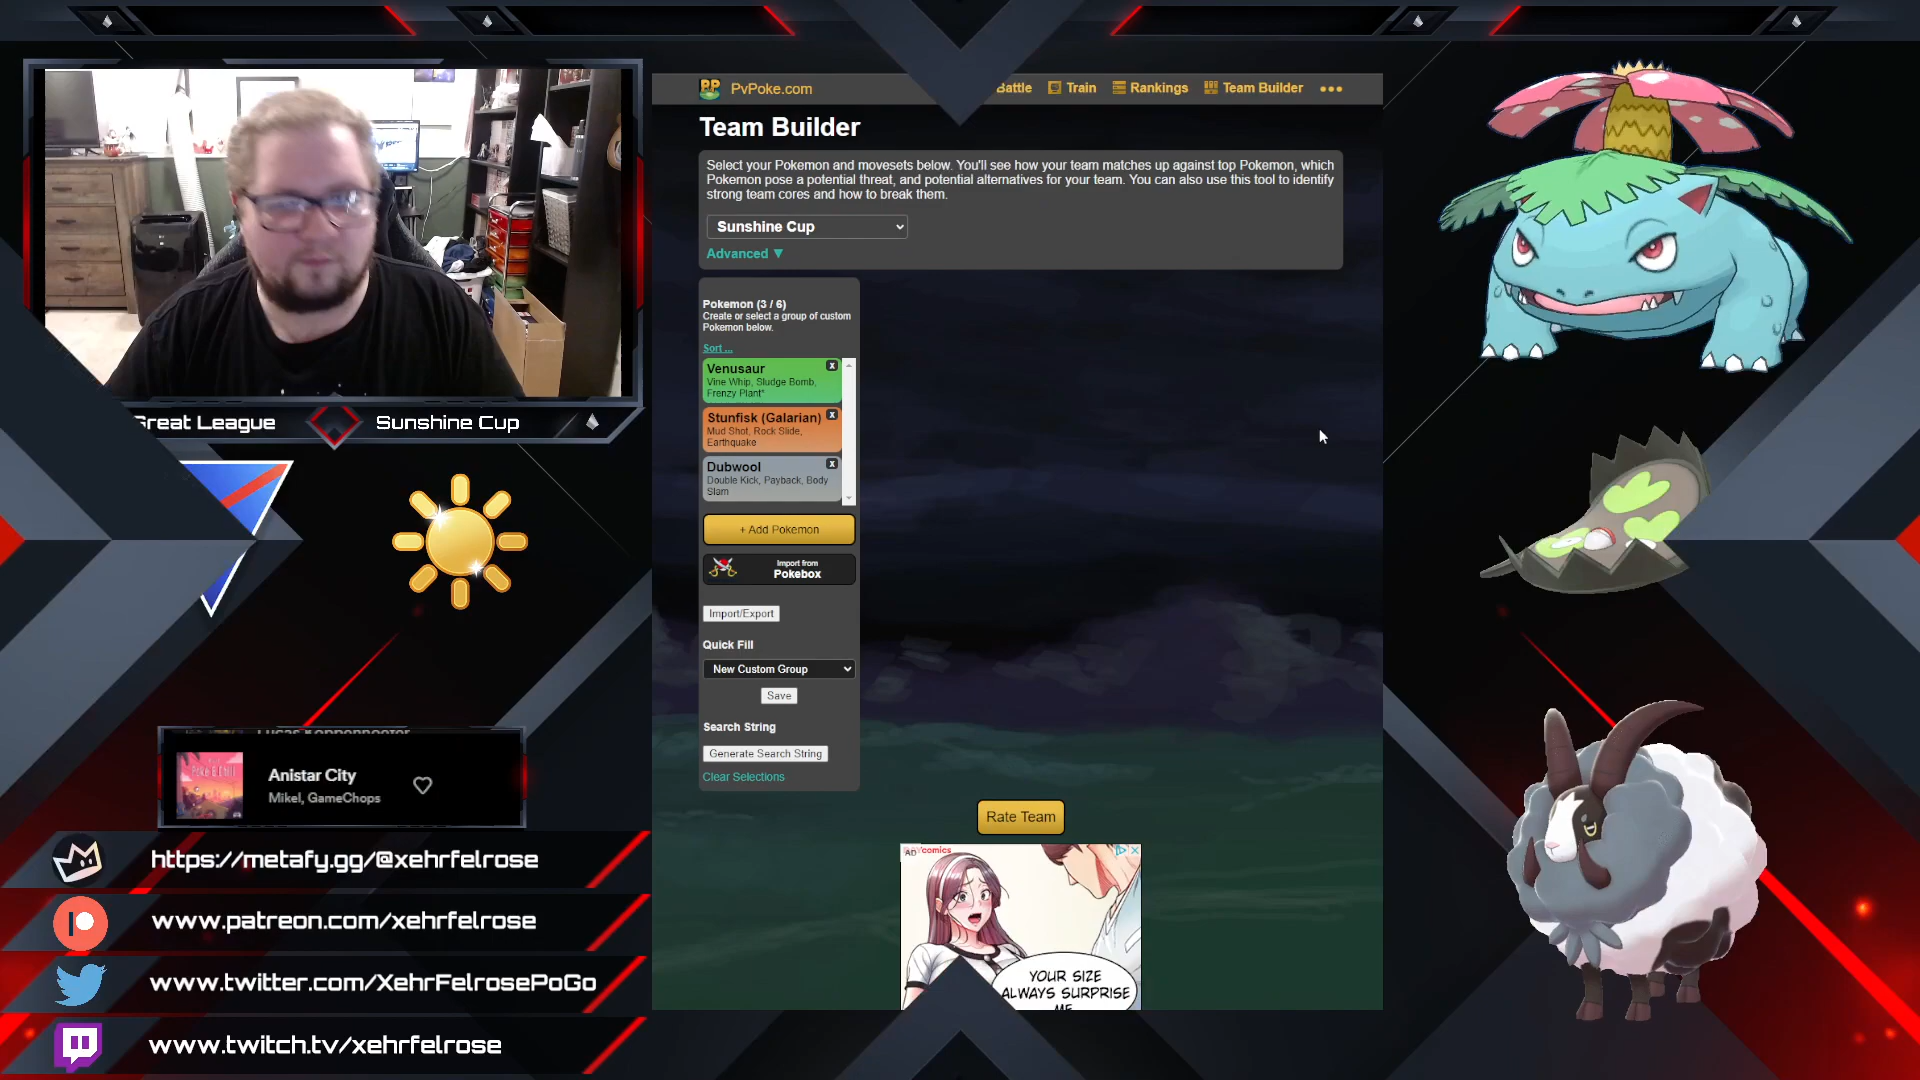 PvPoke.com
Battle
Train
Rankings
Team Builder
Team Builder
Select your Pokemon and movesets below. You'll see how your team matches up against top Pokemon, which
Pokemon pose a potential threat, and potential alternatives for your team. You can also use this tool to identify
strong team cores and how to break them.
Sunshine Cup
Advanced ▼
Pokemon (3 / 6)
Create or select a group of custom
Pokemon below.
Sort ...
Venusaur
x
Vine Whip, Sludge Bomb,
Frenzy Plant*
Stunfisk (Galarian)
x
Mud Shot, Rock Slide,
Earthquake
Dubwool
x
Double Kick, Payback, Body
Slam
+ Add Pokemon
Import from
Pokebox
Import/Export
Quick Fill
New Custom Group
Save
Search String
Generate Search String
Clear Selections
Rate Team
AD
comics
YOUR SIZE
ALWAYS SURPRISE
ME
Great League
Sunshine Cup
Anistar City
Mikel, GameChops
https://metafy.gg/@xehrfelrose
www.patreon.com/xehrfelrose
www.twitter.com/XehrFelrosePoGo
www.twitch.tv/xehrfelrose